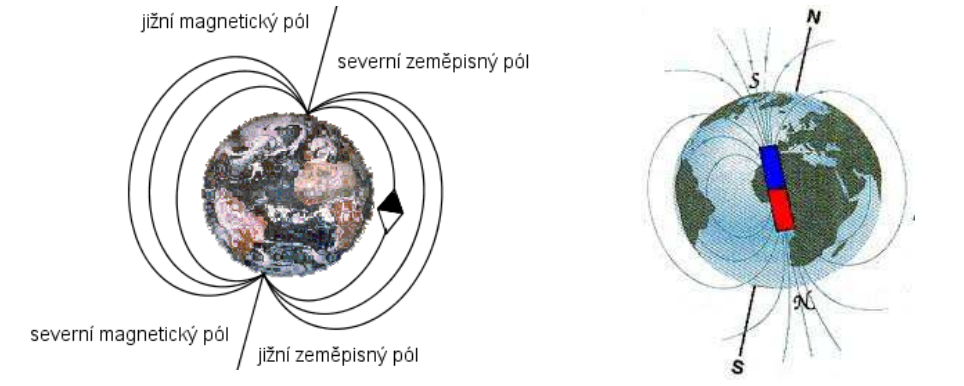 jižní magnetický pól
severní zeměpisný pól
severní magnetický pól
jižní zeměpisný pól
N
S
N
S